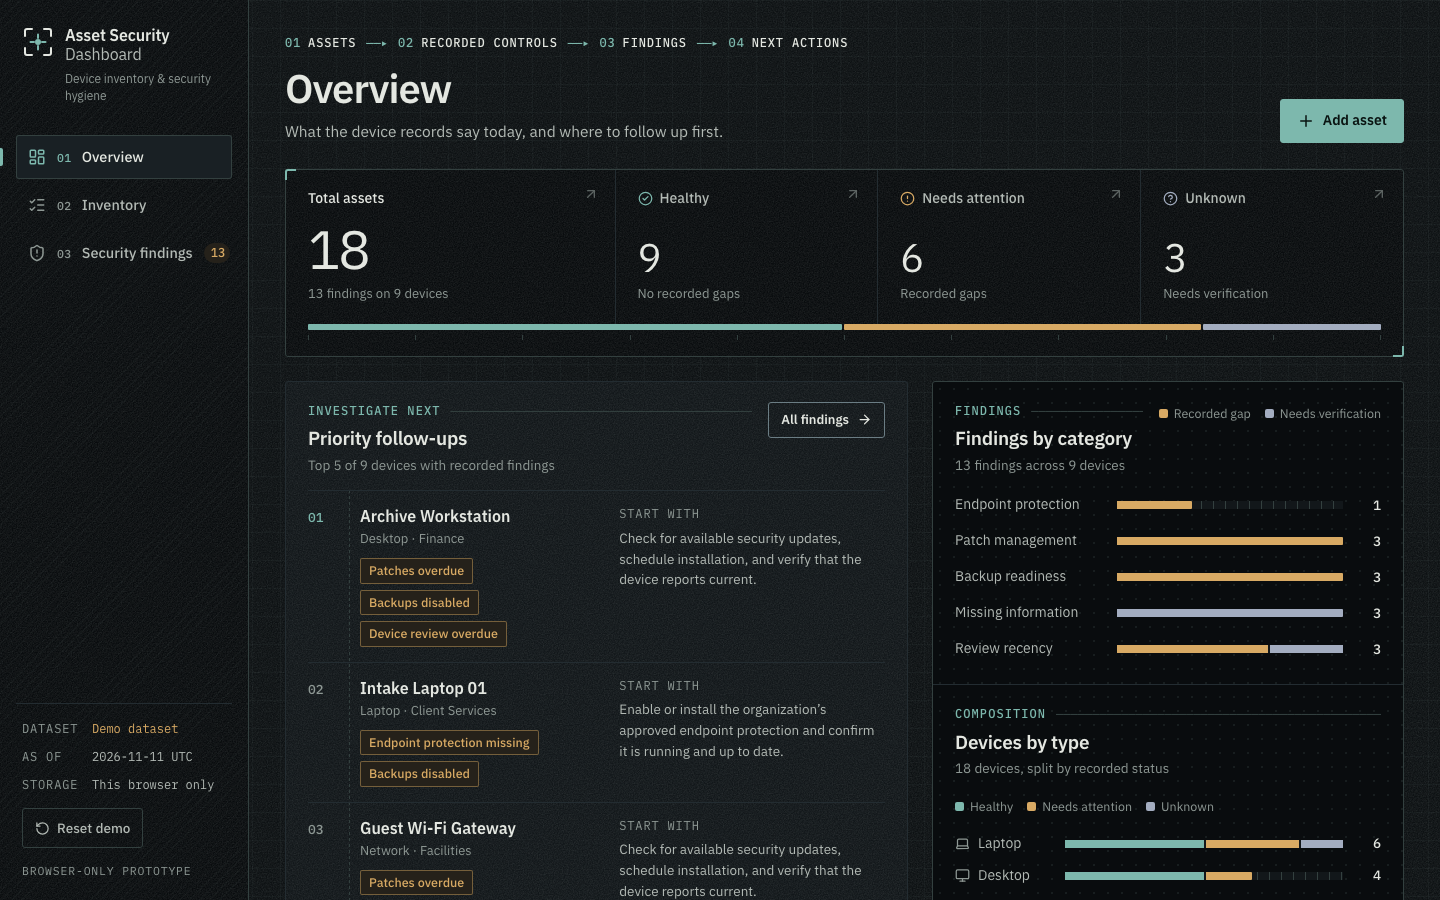 Asset Security
Dashboard
Device inventory & security
hygiene
01 Overview
02 Inventory
03 Security findings 13
DATASET Demo dataset
AS OF 2026-11-11 UTC
STORAGE This browser only
Reset demo
BROWSER-ONLY PROTOTYPE
01 ASSETS 02 RECORDED CONTROLS 03 FINDINGS 04 NEXT ACTIONS
Overview
What the device records say today, and where to follow up first.
Add asset
Total assets
18
13 findings on 9 devices
Healthy
9
No recorded gaps
Needs attention
6
Recorded gaps
Unknown
3
Needs verification
INVESTIGATE NEXT
Priority follow-ups
Top 5 of 9 devices with recorded findings
All findings
01
Archive Workstation
Desktop · Finance
Patches overdue
Backups disabled
Device review overdue
START WITH
Check for available security updates,
schedule installation, and verify that the
device reports current.
02
Intake Laptop 01
Laptop · Client Services
Endpoint protection missing
Backups disabled
START WITH
Enable or install the organization’s
approved endpoint protection and confirm
it is running and up to date.
03
Guest Wi-Fi Gateway
Network · Facilities
Patches overdue
START WITH
Check for available security updates,
schedule installation, and verify that the
device reports current.
FINDINGS
Recorded gap Needs verification
Findings by category
13 findings across 9 devices
Endpoint protection 1
Patch management 3
Backup readiness 3
Missing information 3
Review recency 3
COMPOSITION
Devices by type
18 devices, split by recorded status
Healthy Needs attention Unknown
Laptop 6
Desktop 4